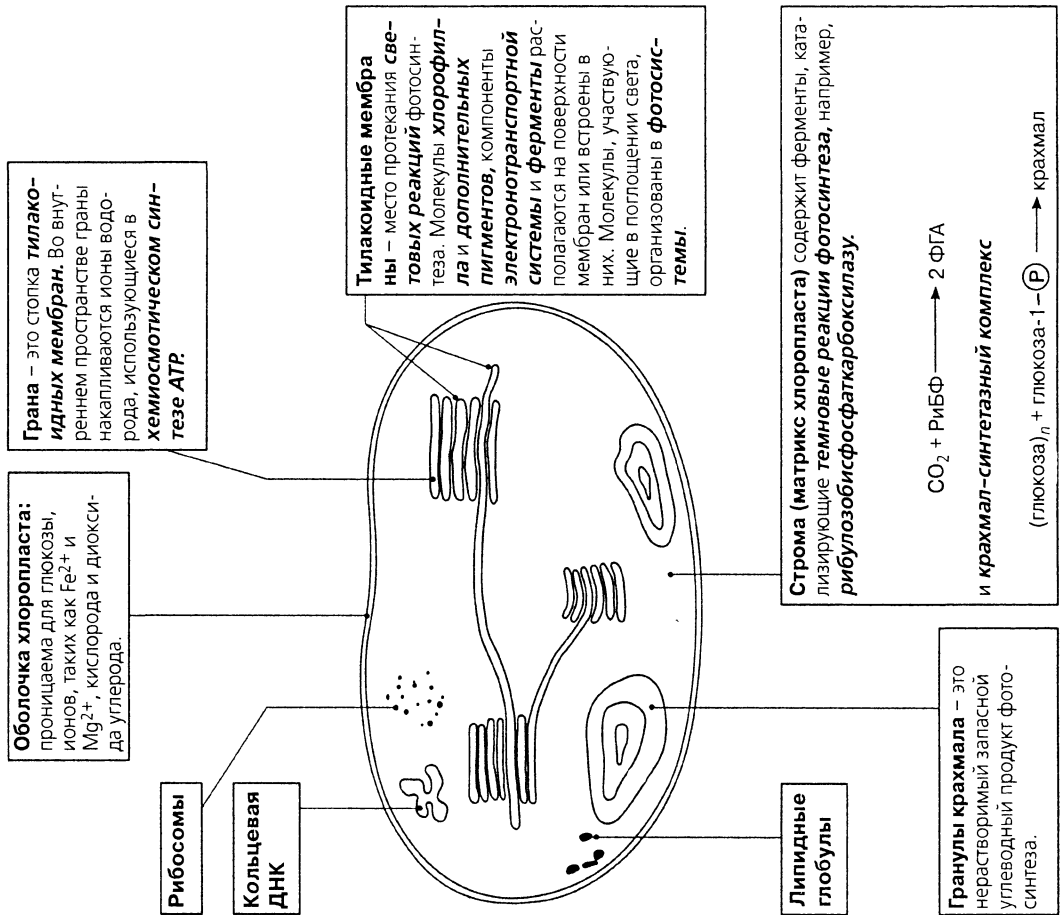 Рибосомы
Кольцевая
ДНК
Оболочка хлоропласта:
проницаема для глюкозы,
ионов, таких как Fe2+ и
Mg2+, кислорода и диокси-
да углерода.
Грана – это стопка тилако-
идных мембран. Во внут-
реннем пространстве граны
накапливаются ионы водо-
рода, использующиеся в
хемиосмотическом син-
тезе АТР.
Тилакоидные мембра
ны – место протекания све-
товых реакций фотосин-
теза. Молекулы хлорофил-
ла и дополнительных
пигментов, компоненты
электронотранспортной
системы и ферменты рас-
полагаются на поверхности
мембран или встроены в
них. Молекулы, участвую-
щие в поглощении света,
организованы в фотосис-
темы.
Липидные
глобулы
Гранулы крахмала – это
нерастворимый запасной
углеводный продукт фото-
синтеза.
Строма (матрикс хлоропласта) содержит ферменты, ката-
лизирующие темновые реакции фотосинтеза, например,
рибулозобисфосфаткарбоксилазу.
CO2 + РиБФ → 2 ФГА
и крахмал-синтетазный комплекс
(глюкоза)n + глюкоза-1–P → крахмал